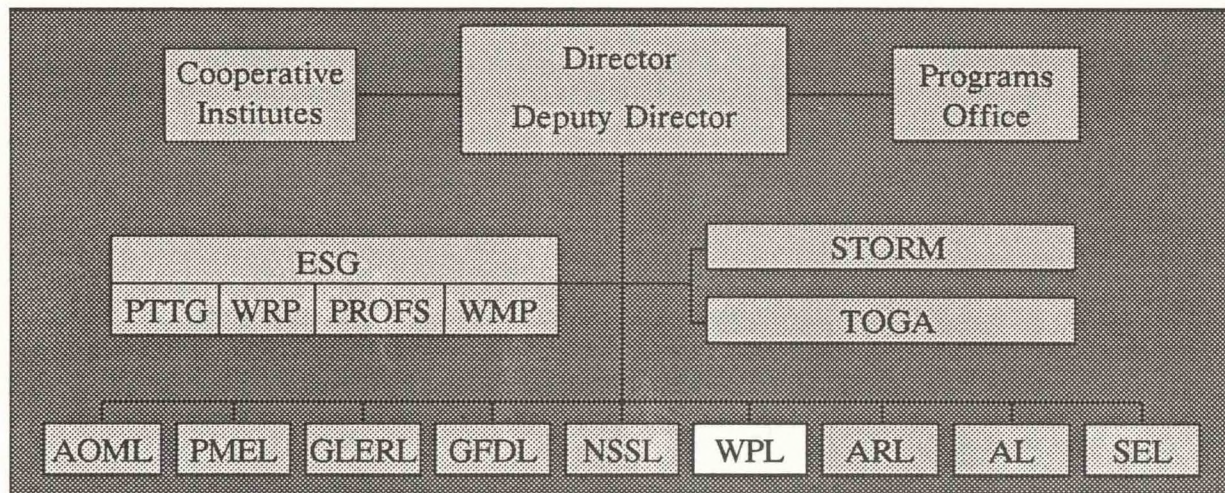 Cooperative
Institutes
Director
Deputy Director
Programs
Office
ESG
PTTG WRP PROFS WMP
STORM
TOGA
AOML PMEL GLERL GFDL NSSL WPL ARL AL SEL